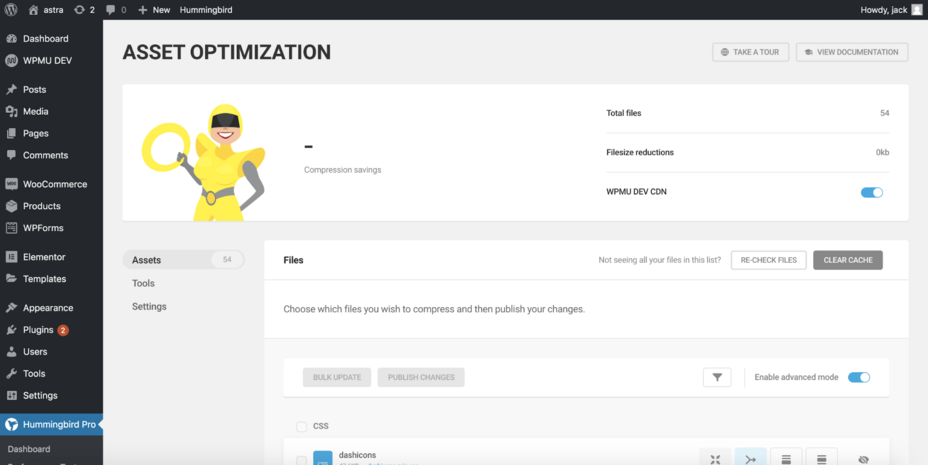 astra
2
0
New
Hummingbird
Howdy, jack
Dashboard
WPMU DEV
Posts
Media
Pages
Comments
WooCommerce
Products
WPForms
Elementor
Templates
Appearance
Plugins 2
Users
Tools
Settings
Hummingbird Pro
Dashboard
ASSET OPTIMIZATION
TAKE A TOUR
VIEW DOCUMENTATION
–
Compression savings
Total files 54
Filesize reductions 0kb
WPMU DEV CDN
Assets 54
Tools
Settings
Files
Not seeing all your files in this list?
RE-CHECK FILES
CLEAR CACHE
Choose which files you wish to compress and then publish your changes.
BULK UPDATE
PUBLISH CHANGES
Enable advanced mode
CSS
dashicons